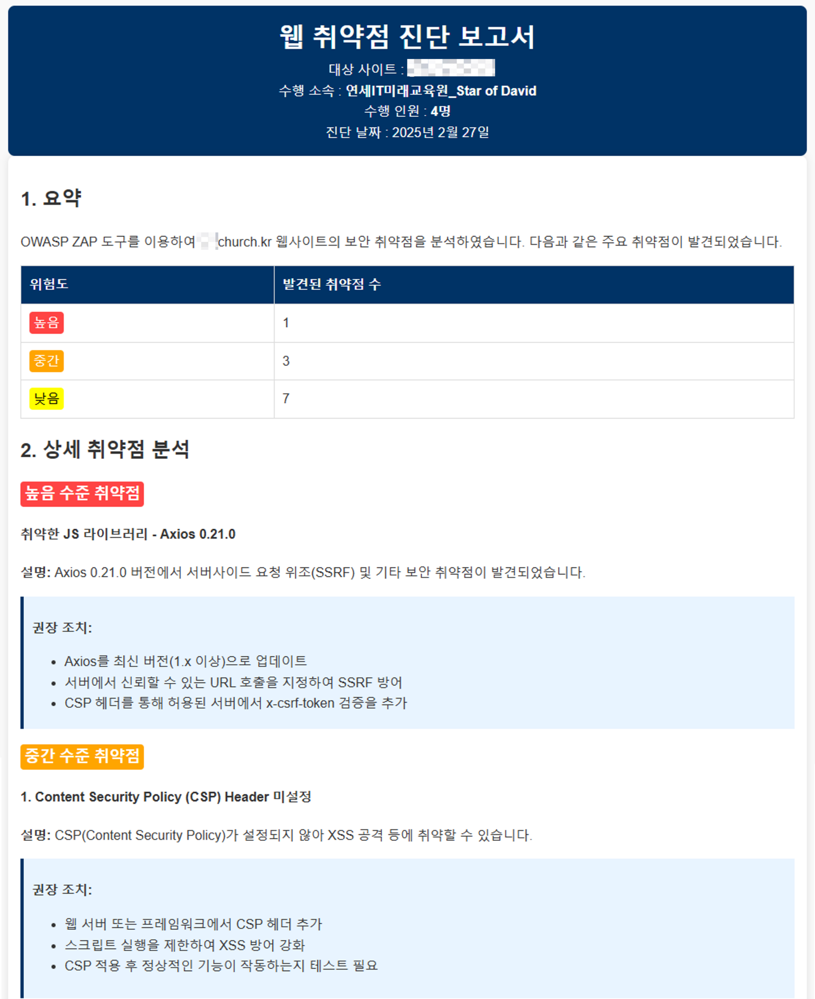 웹 취약점 진단 보고서
대상 사이트 :
수행 소속 : 연세IT미래교육원_Star of David
수행 인원 : 4명
진단 날짜 : 2025년 2월 27일
1. 요약
OWASP ZAP 도구를 이용하여 church.kr 웹사이트의 보안 취약점을 분석하였습니다. 다음과 같은 주요 취약점이 발견되었습니다.
위험도 발견된 취약점 수
높음 1
중간 3
낮음 7
2. 상세 취약점 분석
높음 수준 취약점
취약한 JS 라이브러리 - Axios 0.21.0
설명: Axios 0.21.0 버전에서 서버사이드 요청 위조(SSRF) 및 기타 보안 취약점이 발견되었습니다.
권장 조치:
• Axios를 최신 버전(1.x 이상)으로 업데이트
• 서버에서 신뢰할 수 있는 URL 호출을 지정하여 SSRF 방어
• CSP 헤더를 통해 허용된 서버에서 x-csrf-token 검증을 추가
중간 수준 취약점
1. Content Security Policy (CSP) Header 미설정
설명: CSP(Content Security Policy)가 설정되지 않아 XSS 공격 등에 취약할 수 있습니다.
권장 조치:
• 웹 서버 또는 프레임워크에서 CSP 헤더 추가
• 스크립트 실행을 제한하여 XSS 방어 강화
• CSP 적용 후 정상적인 기능이 작동하는지 테스트 필요